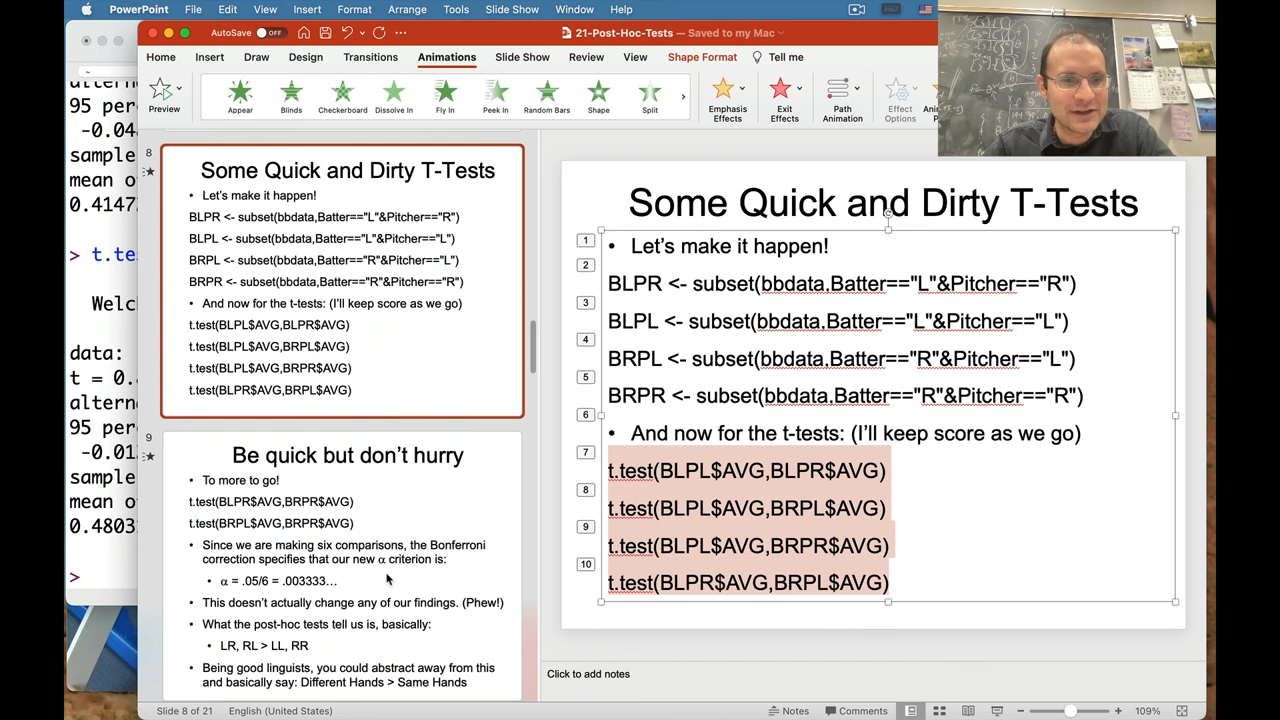 PowerPoint File Edit View Insert Format Arrange Tools Slide Show Window Help
AutoSave OFF
21-Post-Hoc-Tests — Saved to my Mac
Home Insert Draw Design Transitions Animations Slide Show Review View Shape Format Tell me
Preview
Appear Blinds Checkerboard Dissolve In Fly In Peek In Random Bars Shape Split
Emphasis Effects
Exit Effects
Path Animation
Effect Options
95 per
sample
mean o
> t.te
Welc
data:
t = 0.
95 perc
sample
mean o
>
8
Some Quick and Dirty T-Tests
• Let's make it happen!
BLPR <- subset(bbdata,Batter=="L"&Pitcher=="R")
BLPL <- subset(bbdata,Batter=="L"&Pitcher=="L")
BRPL <- subset(bbdata,Batter=="R"&Pitcher=="L")
BRPR <- subset(bbdata,Batter=="R"&Pitcher=="R")
• And now for the t-tests: (I'll keep score as we go)
t.test(BLPL$AVG,BLPR$AVG)
t.test(BLPL$AVG,BRPL$AVG)
t.test(BLPL$AVG,BRPR$AVG)
t.test(BLPR$AVG,BRPL$AVG)
9
Be quick but don't hurry
• To more to go!
t.test(BLPR$AVG,BRPR$AVG)
t.test(BRPL$AVG,BRPR$AVG)
• Since we are making six comparisons, the Bonferroni
correction specifies that our new α criterion is:
• α = .05/6 = .003333…
• This doesn't actually change any of our findings. (Phew!)
• What the post-hoc tests tell us is, basically:
• LR, RL > LL, RR
• Being good linguists, you could abstract away from this
and basically say: Different Hands > Same Hands
Some Quick and Dirty T-Tests
1
• Let's make it happen!
2
BLPR <- subset(bbdata,Batter=="L"&Pitcher=="R")
3
BLPL <- subset(bbdata,Batter=="L"&Pitcher=="L")
4
BRPL <- subset(bbdata,Batter=="R"&Pitcher=="L")
5
BRPR <- subset(bbdata,Batter=="R"&Pitcher=="R")
6
• And now for the t-tests: (I'll keep score as we go)
7
t.test(BLPL$AVG,BLPR$AVG)
8
t.test(BLPL$AVG,BRPL$AVG)
9
t.test(BLPL$AVG,BRPR$AVG)
10
t.test(BLPR$AVG,BRPL$AVG)
Click to add notes
Slide 8 of 21 English (United States) Notes Comments 109%